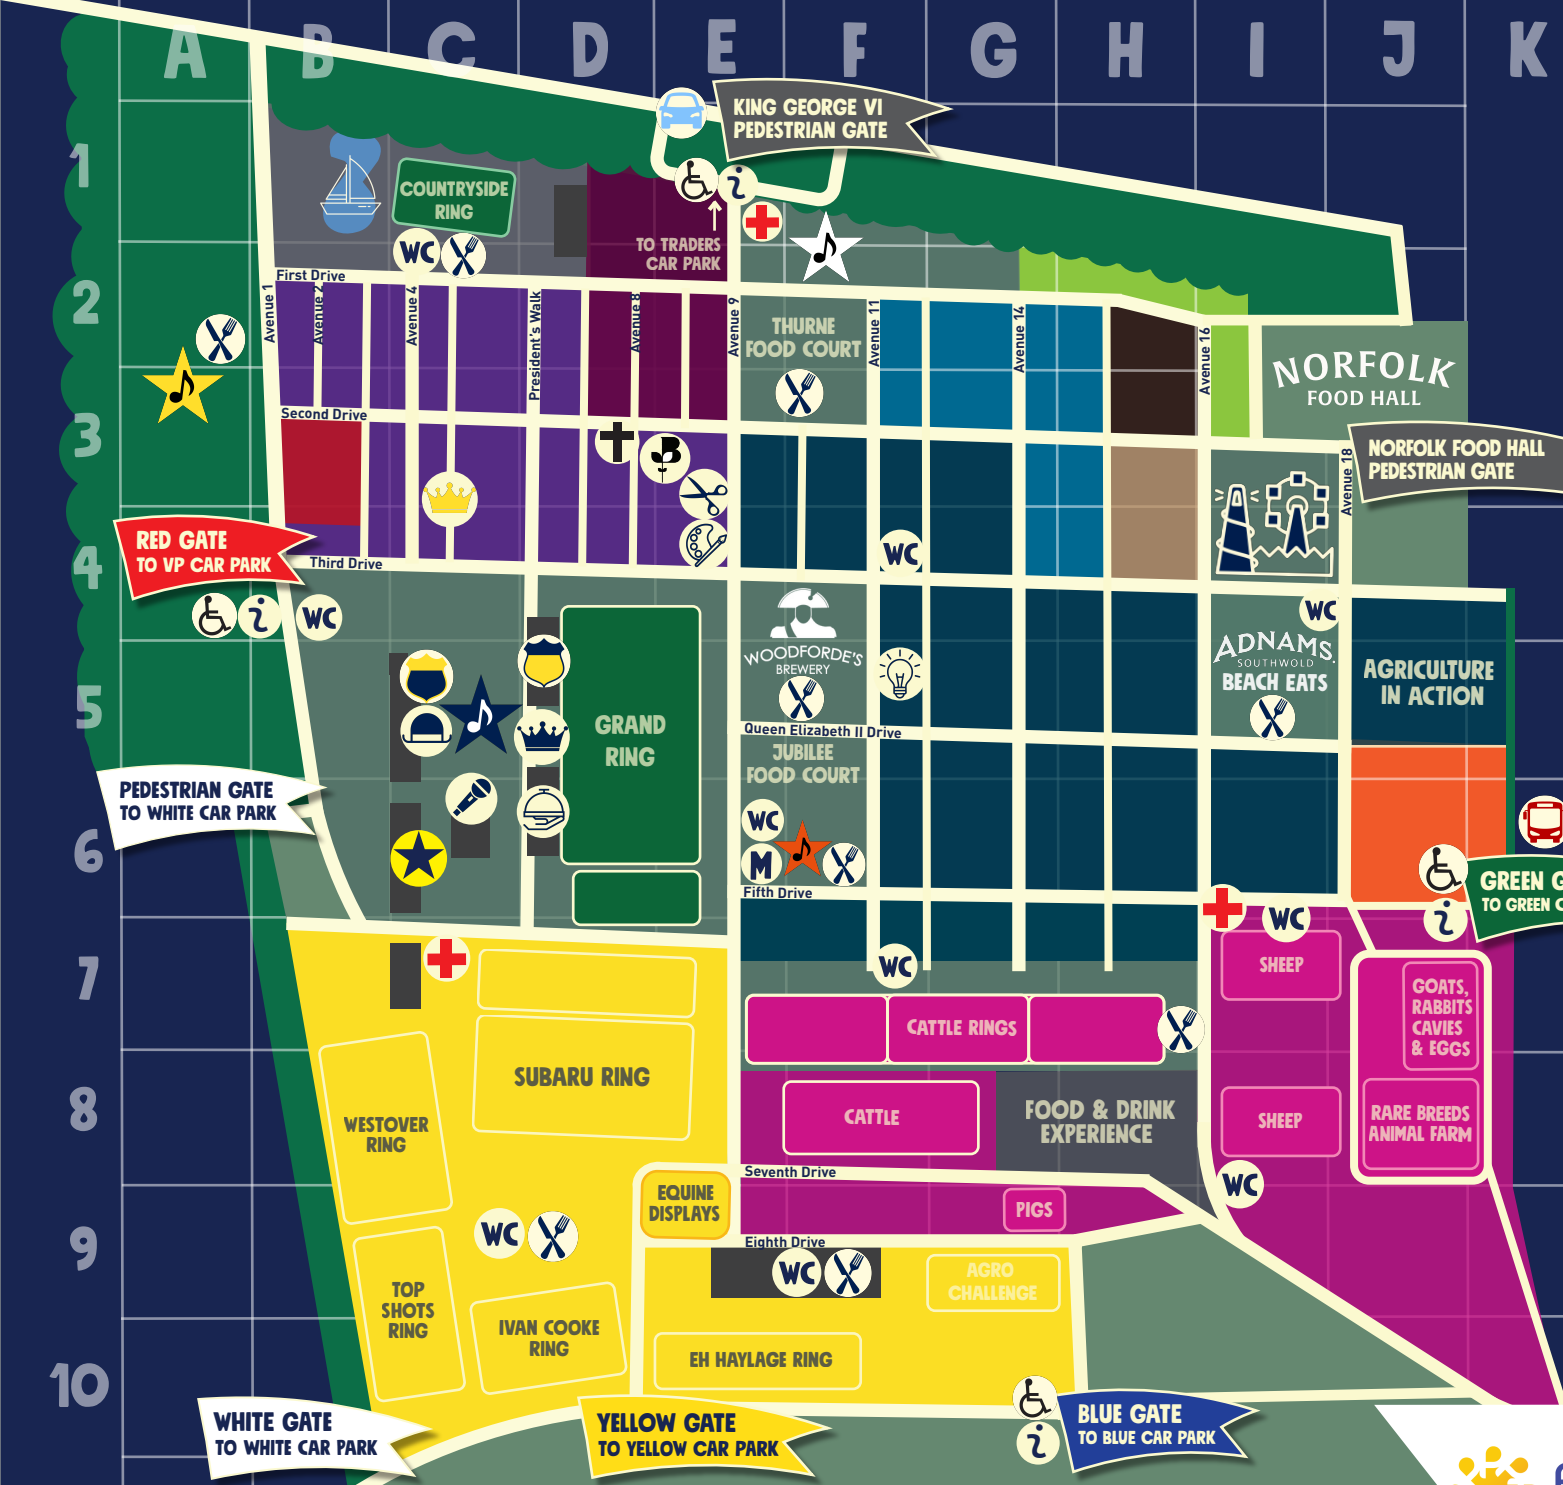 A B C D E F G H I J K
1
2
3
4
5
6
7
8
9
10
KING GEORGE VI
PEDESTRIAN GATE
COUNTRYSIDE
RING
TO TRADERS
CAR PARK
WC
First Drive
Avenue 1
Avenue 2
Avenue 4
President's Walk
Avenue 8
Avenue 9
Avenue 11
Avenue 14
Avenue 16
THURNE
FOOD COURT
NORFOLK
FOOD HALL
Second Drive
NORFOLK FOOD HALL
PEDESTRIAN GATE
Avenue 18
RED GATE
TO VP CAR PARK
Third Drive
WC
i
WC
WC
WOODFORDE'S
BREWERY
ADNAMS
SOUTHWOLD
BEACH EATS
AGRICULTURE
IN ACTION
GRAND
RING
Queen Elizabeth II Drive
JUBILEE
FOOD COURT
PEDESTRIAN GATE
TO WHITE CAR PARK
WC
M
Fifth Drive
GREEN G
TO GREEN C
i
WC
WC
SHEEP
GOATS,
RABBITS
CAVIES
& EGGS
CATTLE RINGS
SUBARU RING
WESTOVER
RING
CATTLE
FOOD & DRINK
EXPERIENCE
SHEEP
RARE BREEDS
ANIMAL FARM
Seventh Drive
EQUINE
DISPLAYS
PIGS
WC
WC
Eighth Drive
WC
AGRO
CHALLENGE
TOP
SHOTS
RING
IVAN COOKE
RING
EH HAYLAGE RING
WHITE GATE
TO WHITE CAR PARK
YELLOW GATE
TO YELLOW CAR PARK
i
BLUE GATE
TO BLUE CAR PARK